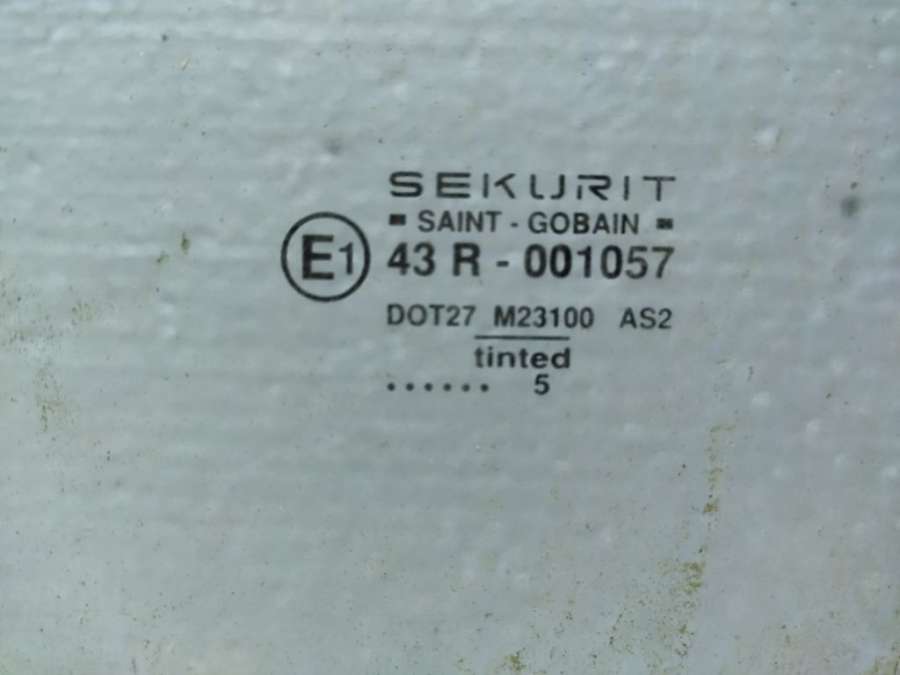 SEKURIT
SAINT - GOBAIN
E1 43 R - 001057
DOT27 M23100 AS2
tinted
...... 5